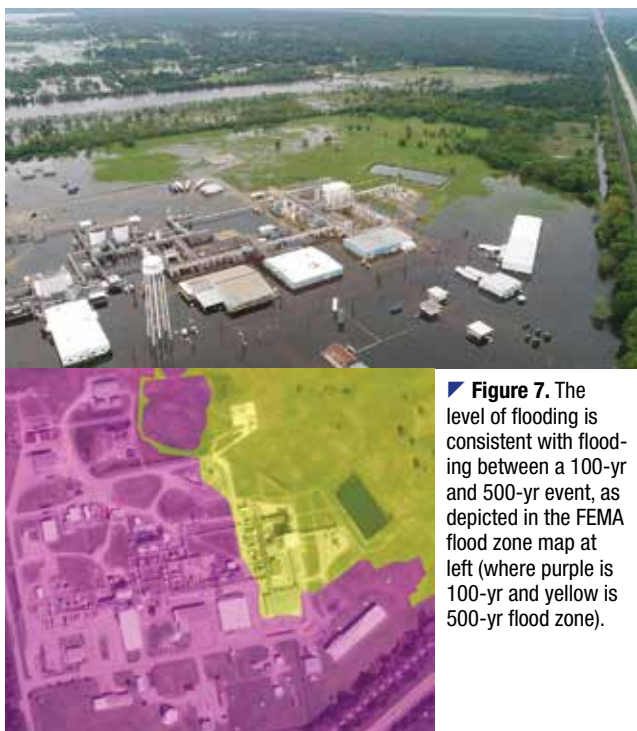 Figure 7. The
level of flooding is
consistent with flood-
ing between a 100-yr
and 500-yr event, as
depicted in the FEMA
flood zone map at
left (where purple is
100-yr and yellow is
500-yr flood zone).